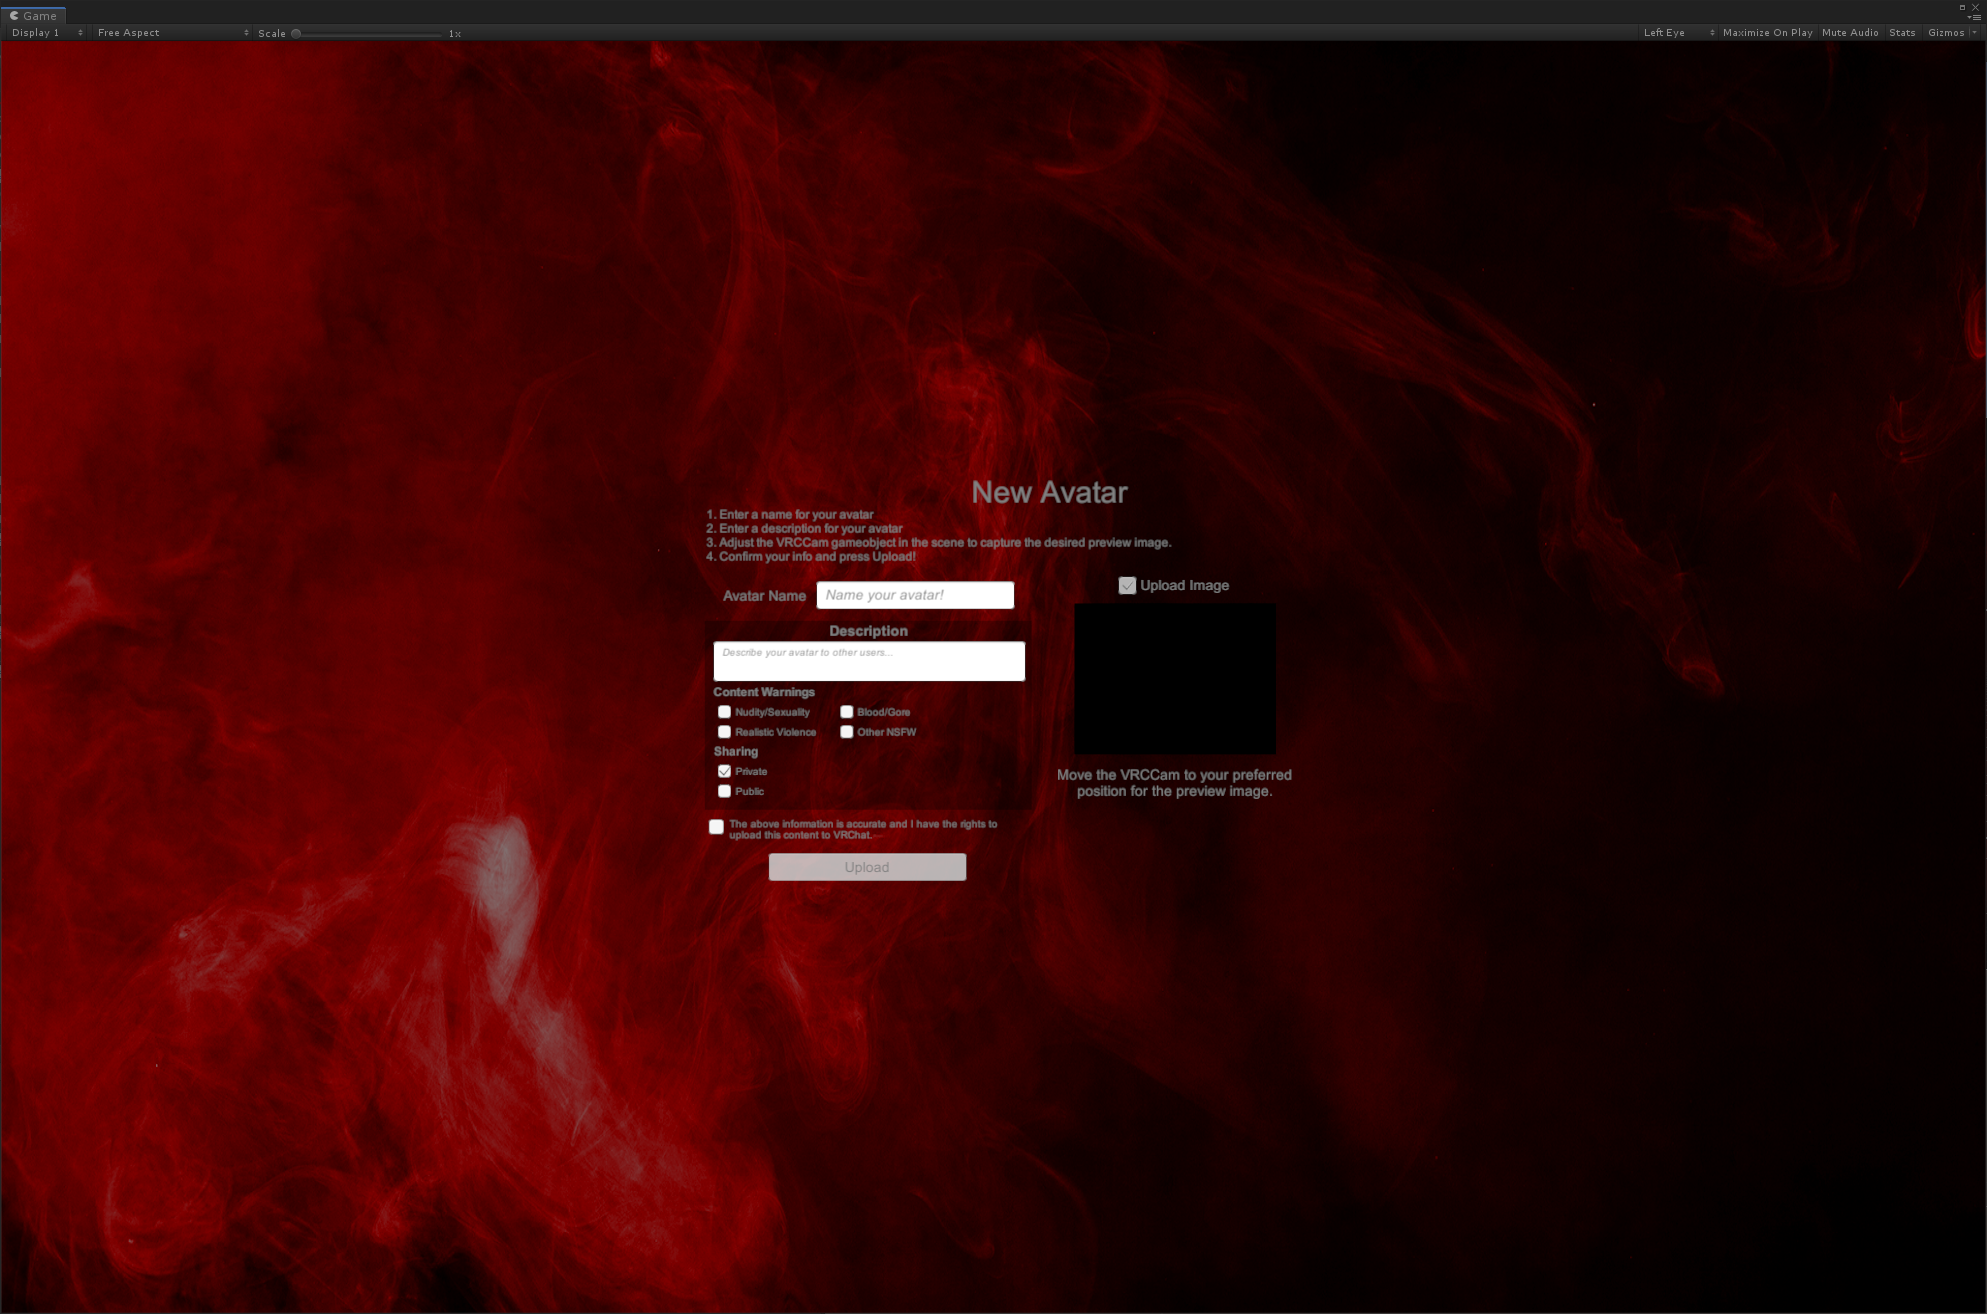 Game
Display 1 Free Aspect Scale 1x Left Eye Maximize On Play Mute Audio Stats Gizmos
New Avatar
1. Enter a name for your avatar
2. Enter a description for your avatar
3. Adjust the VRCCam gameobject in the scene to capture the desired preview image.
4. Confirm your info and press Upload!
Avatar Name Name your avatar!
Description
Describe your avatar to other users...
Content Warnings
Nudity/Sexuality Blood/Gore
Realistic Violence Other NSFW
Sharing
Private
Public
The above information is accurate and I have the rights to
upload this content to VRChat.
Upload
Upload Image
Move the VRCCam to your preferred
position for the preview image.